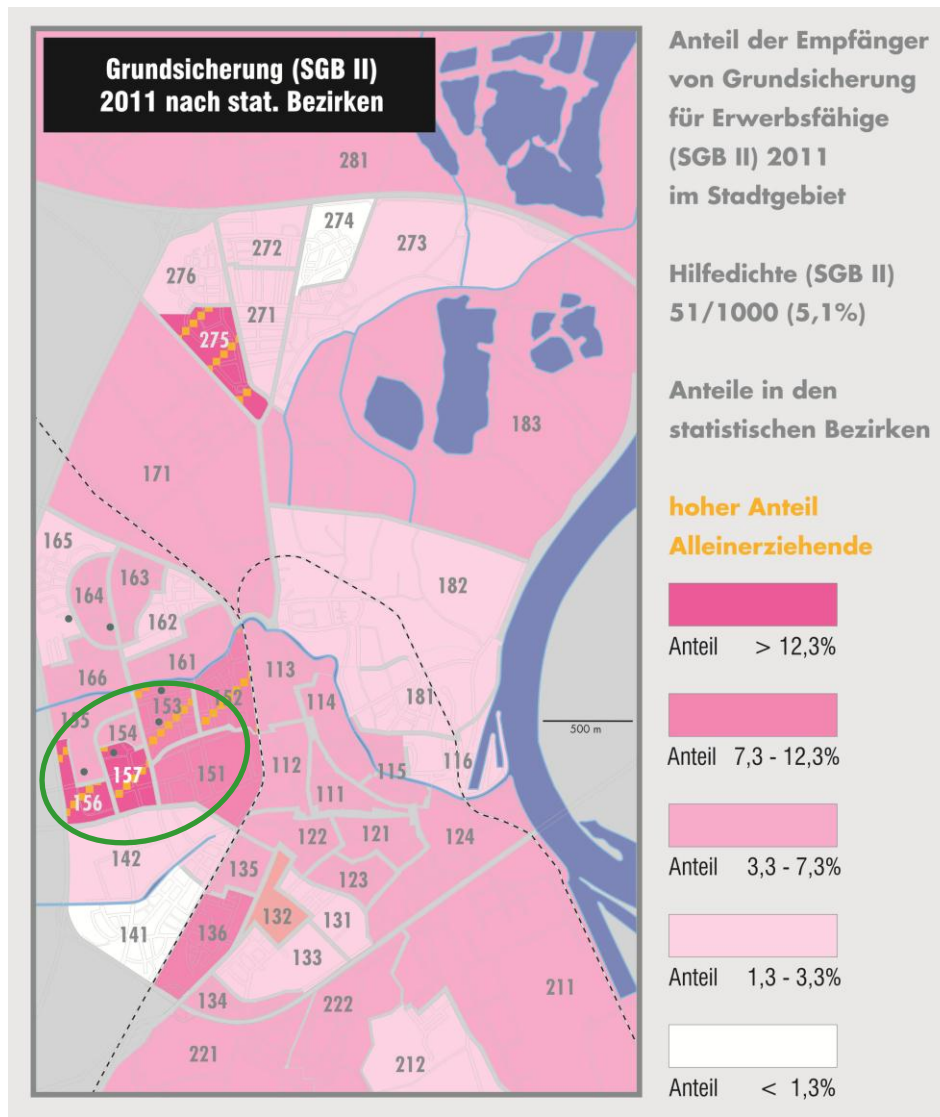 Grundsicherung (SGB II)
2011 nach stat. Bezirken
281
274
272
273
276
271
275
183
171
165
163
164
182
162
161
113
166
181
152
114
153
155
154
116
151
112
115
157
111
156
122
121
124
142
135
123
132
131
141
136
133
211
134
222
221
212
500 m
Anteil der Empfänger
von Grundsicherung
für Erwerbsfähige
(SGB II) 2011
im Stadtgebiet
Hilfedichte (SGB II)
51/1000 (5,1%)
Anteile in den
statistischen Bezirken
hoher Anteil
Alleinerziehende
Anteil > 12,3%
Anteil 7,3 - 12,3%
Anteil 3,3 - 7,3%
Anteil 1,3 - 3,3%
Anteil < 1,3%